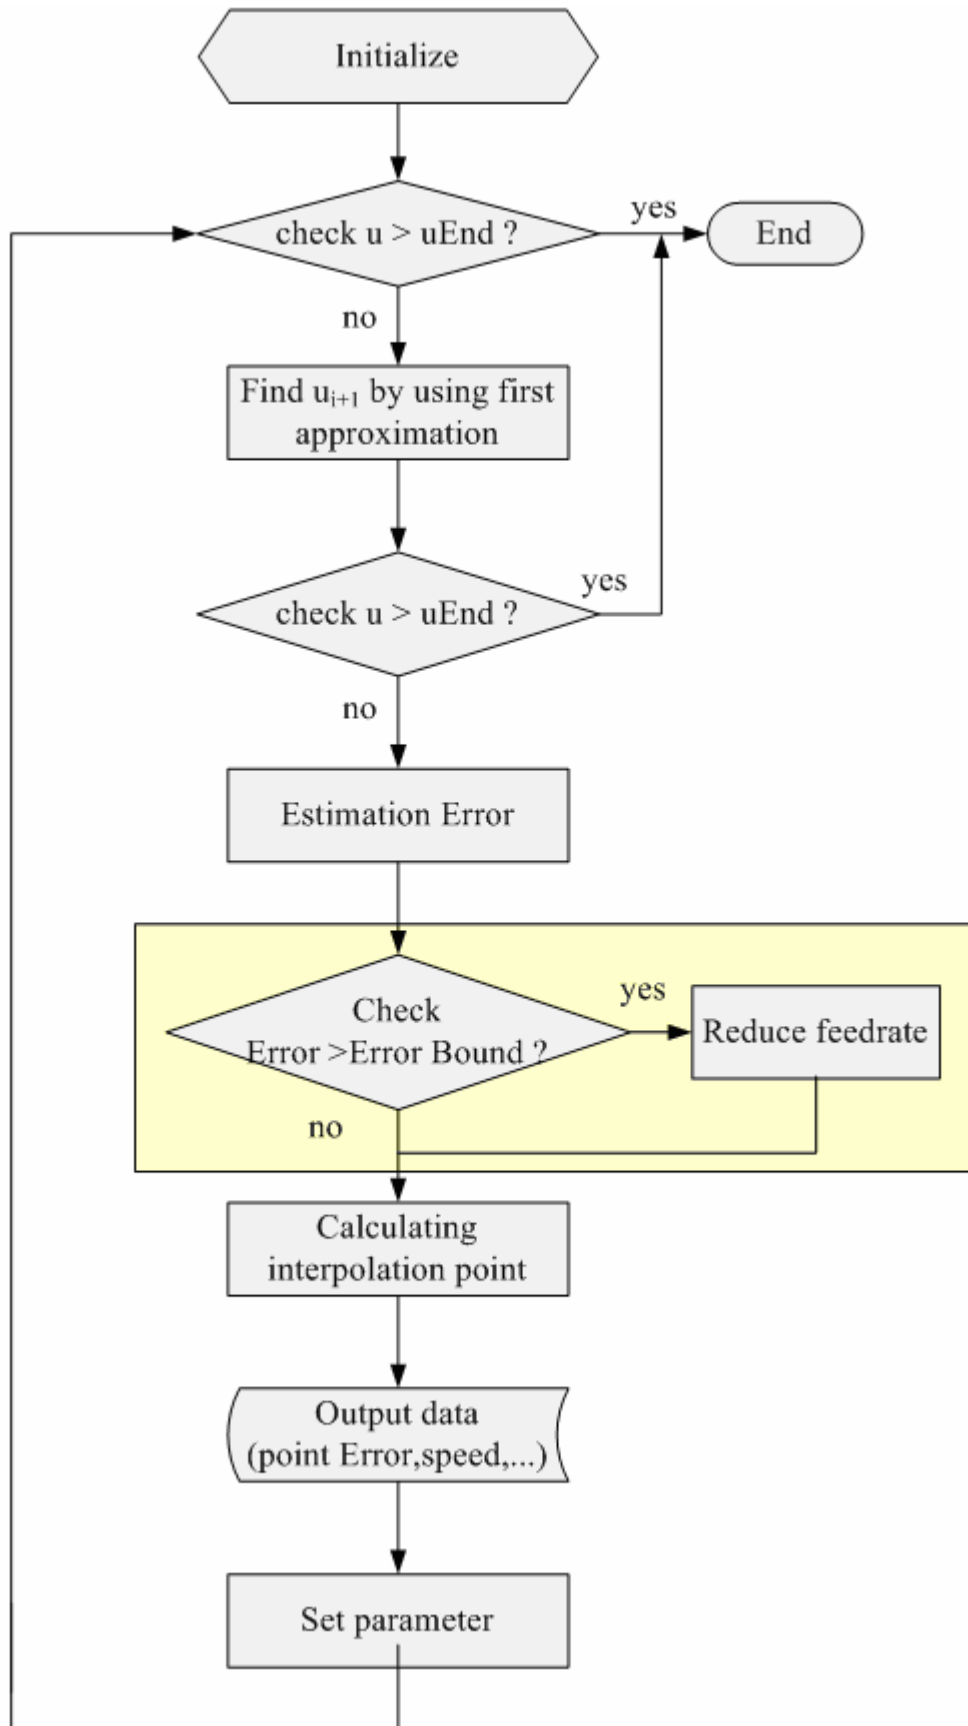 Initialize
check u > uEnd ?
yes
End
no
Find uᵢ₊₁ by using first
approximation
check u > uEnd ?
yes
no
Estimation Error
Check
Error >Error Bound ?
yes
Reduce feedrate
no
Calculating
interpolation point
Output data
(point Error,speed,...)
Set parameter